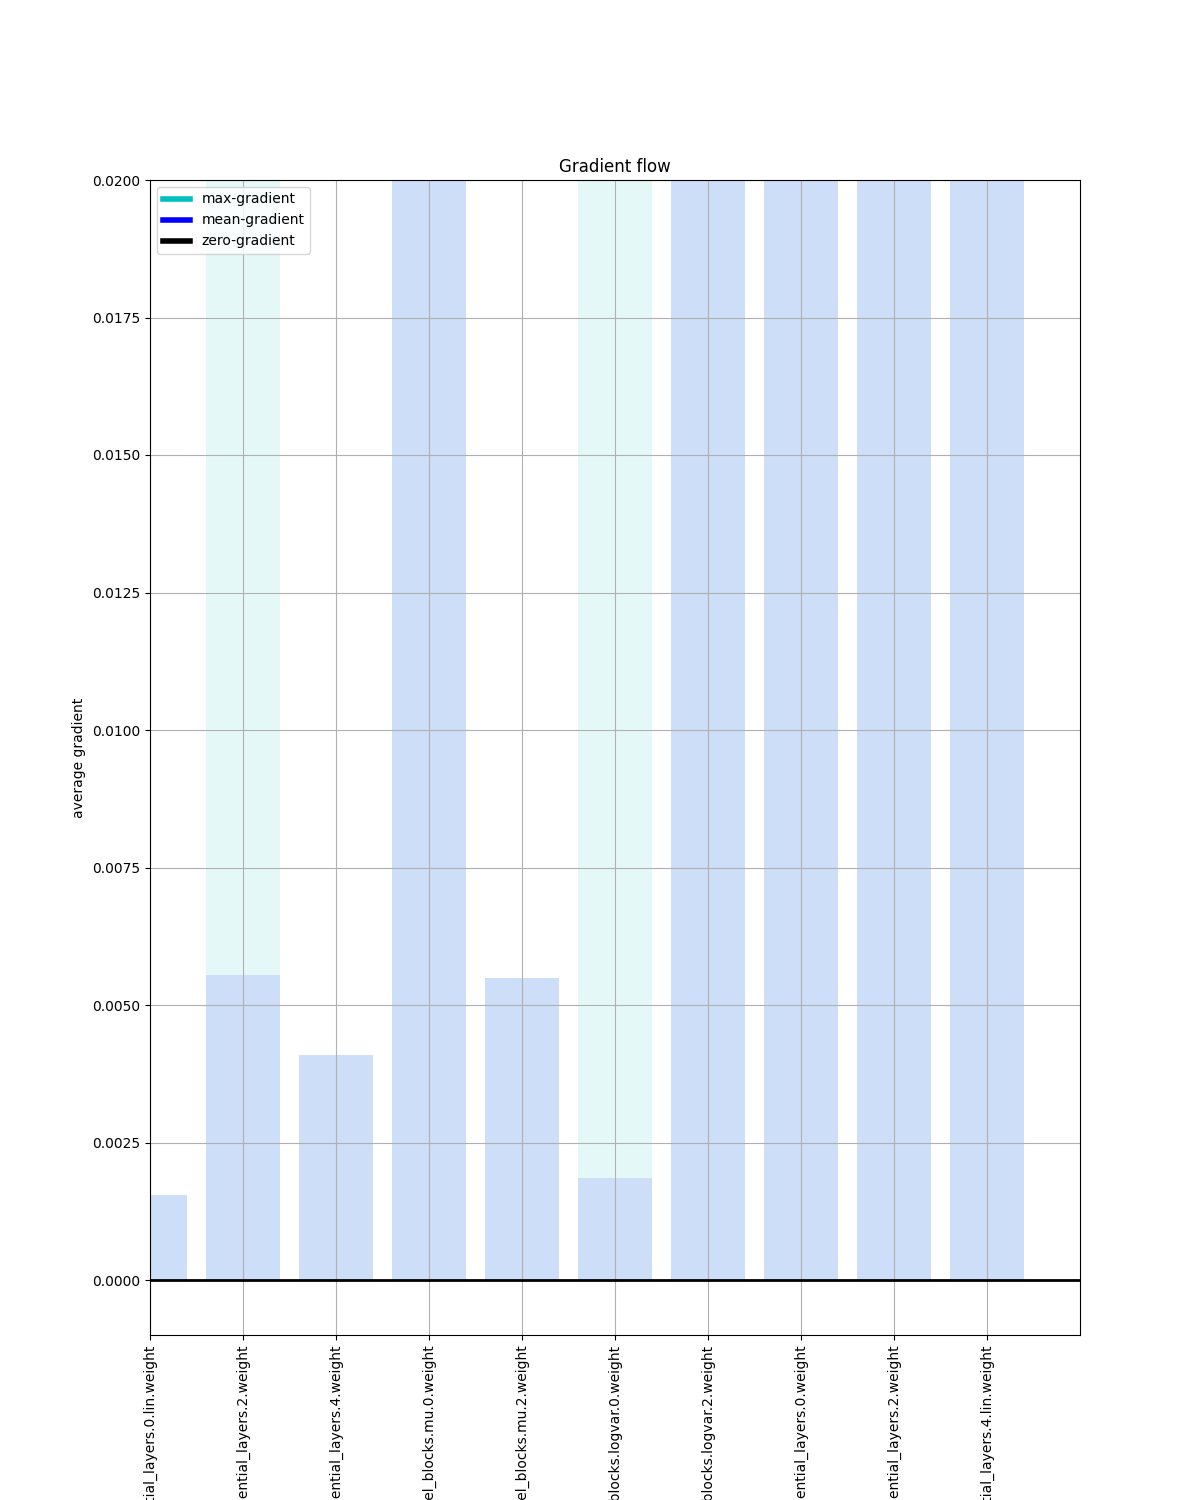 Gradient flow
max-gradient
mean-gradient
zero-gradient
0.0200
0.0175
0.0150
0.0125
0.0100
0.0075
0.0050
0.0025
0.0000
average gradient
tial_layers.0.lin.weight
ential_layers.2.weight
ential_layers.4.weight
el_blocks.mu.0.weight
el_blocks.mu.2.weight
blocks.logvar.0.weight
blocks.logvar.2.weight
ential_layers.0.weight
ential_layers.2.weight
tial_layers.4.lin.weight